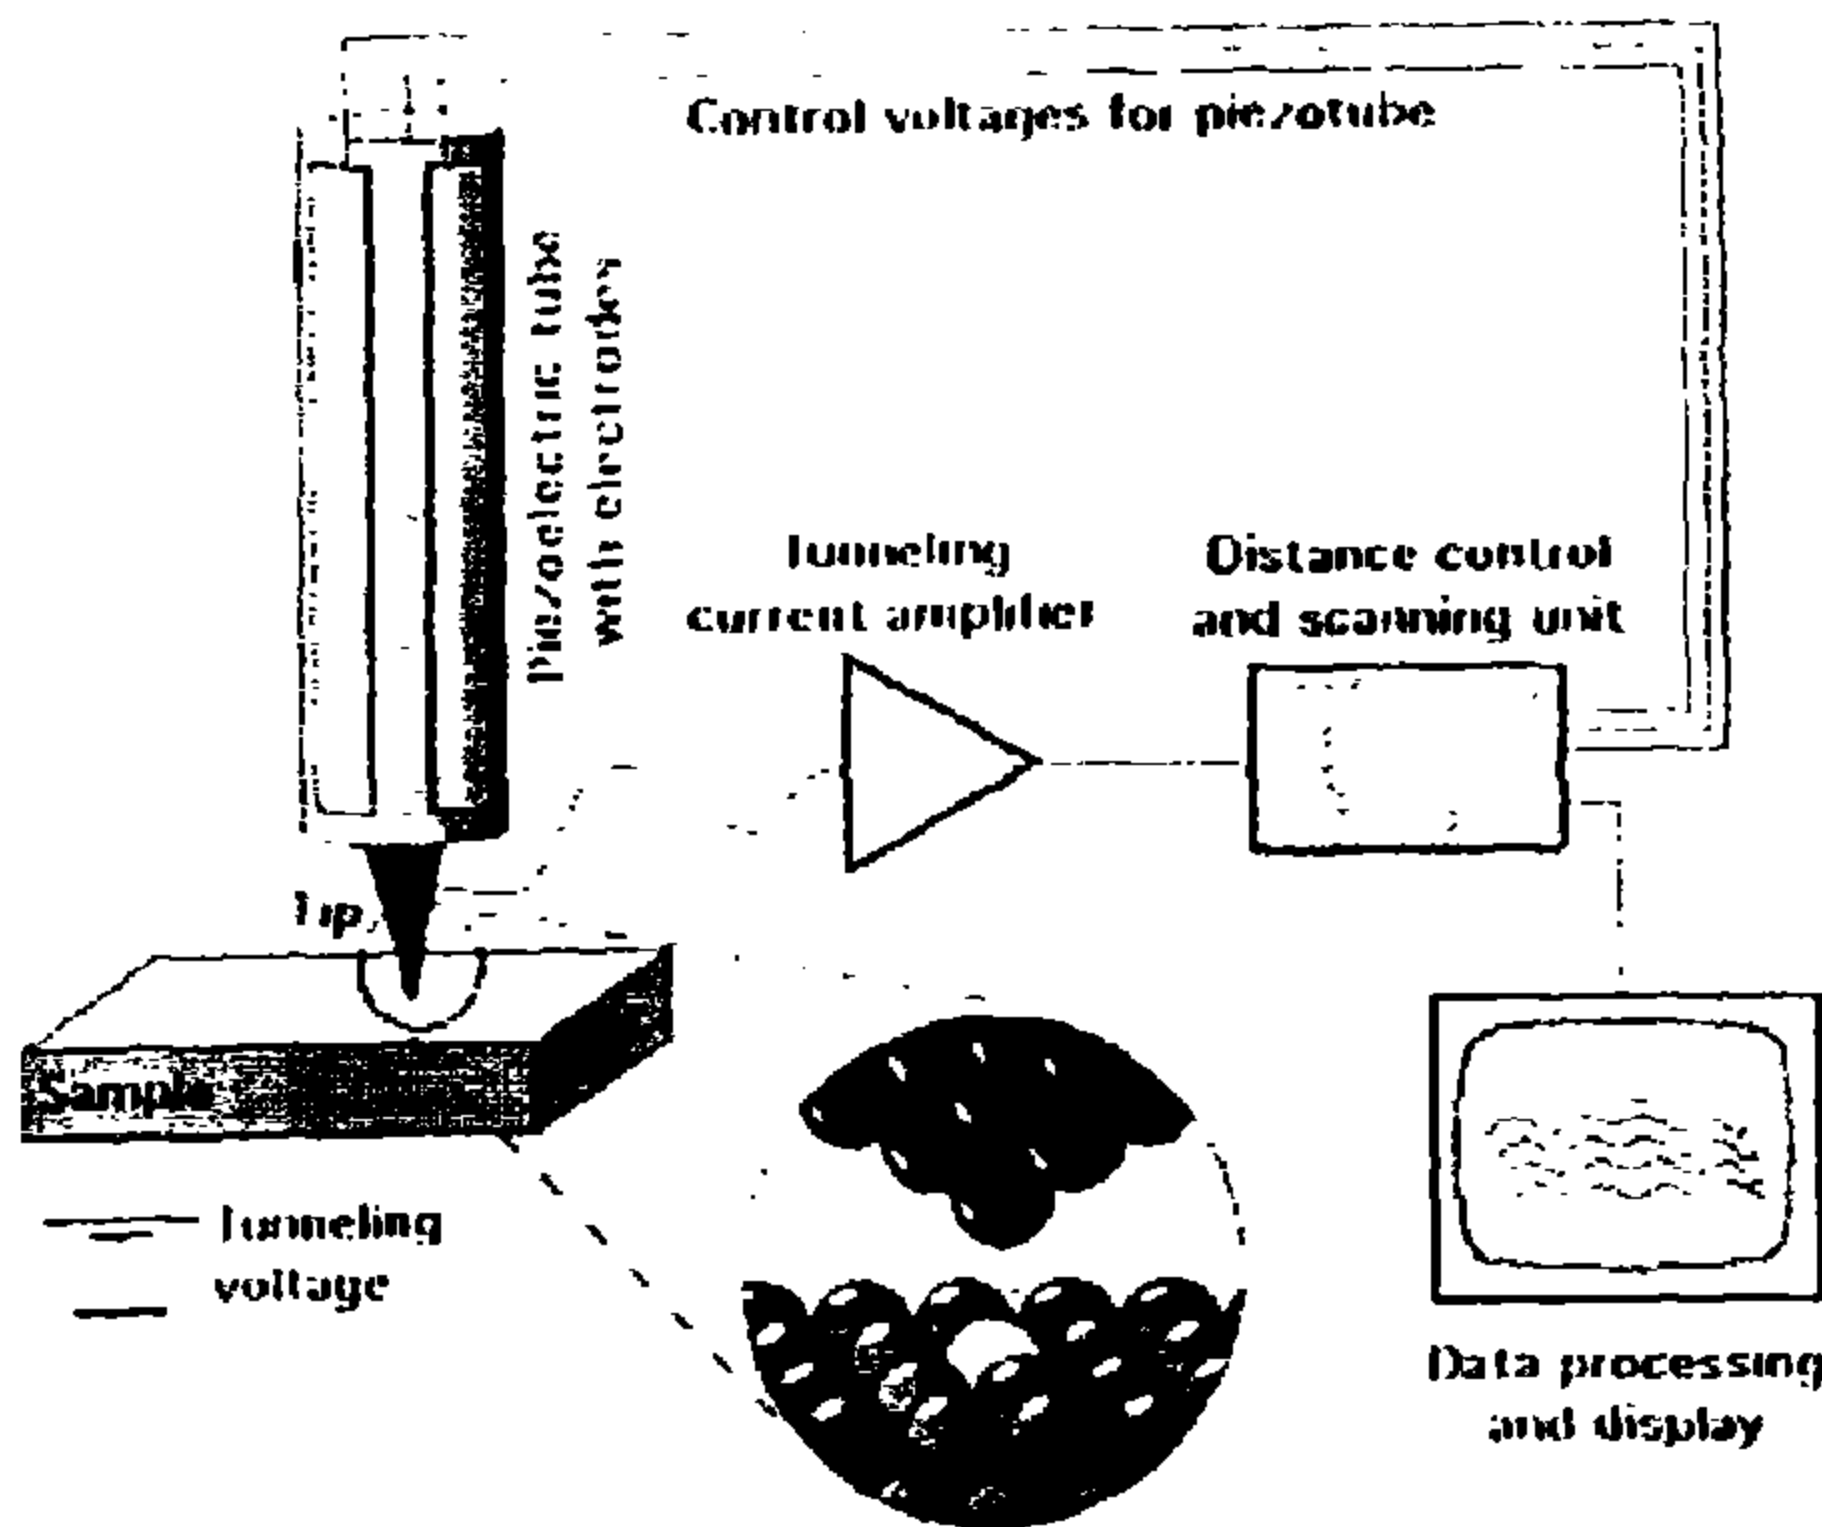 Control voltages for piezotube
Piezoelectric tube
with electrodes
Tunneling
current amplifier
Distance control
and scanning unit
Tip
Sample
Tunneling
voltage
Data processing
and display